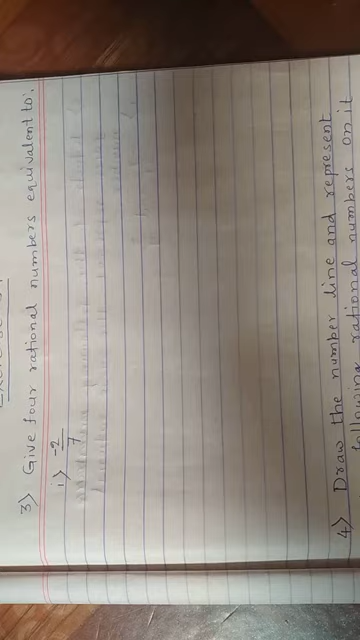 3) Give four rational numbers equivalent to:
i) -2/7
4) Draw the number line and represent
following rational numbers on it